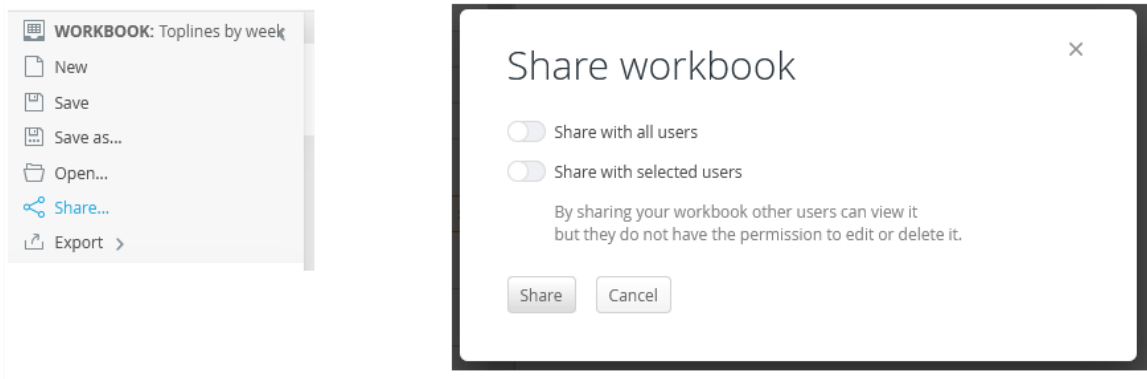 WORKBOOK: Toplines by week
New
Save
Save as...
Open...
Share...
Export
Share workbook
Share with all users
Share with selected users
By sharing your workbook other users can view it
but they do not have the permission to edit or delete it.
Share
Cancel